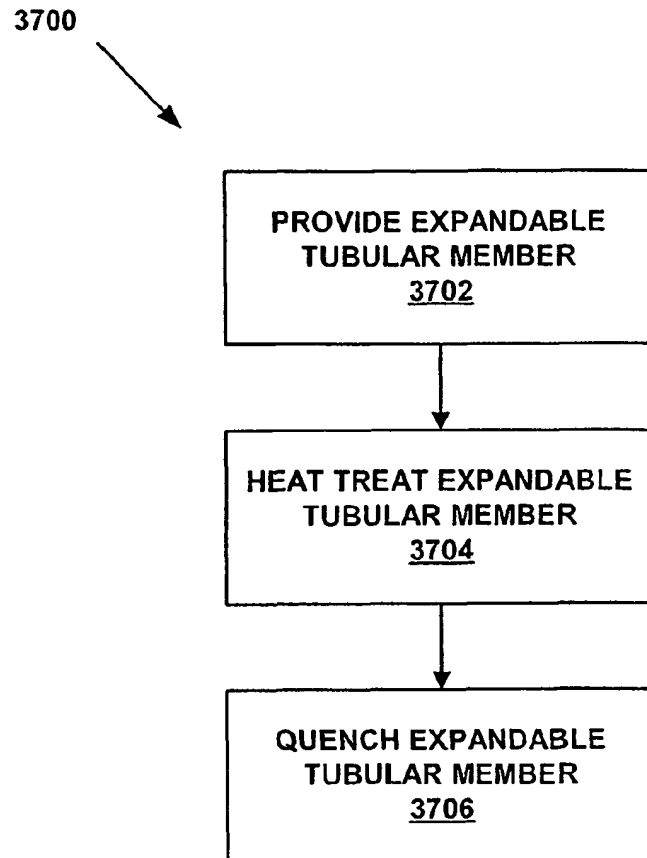 3700
PROVIDE EXPANDABLE
TUBULAR MEMBER
3702
HEAT TREAT EXPANDABLE
TUBULAR MEMBER
3704
QUENCH EXPANDABLE
TUBULAR MEMBER
3706